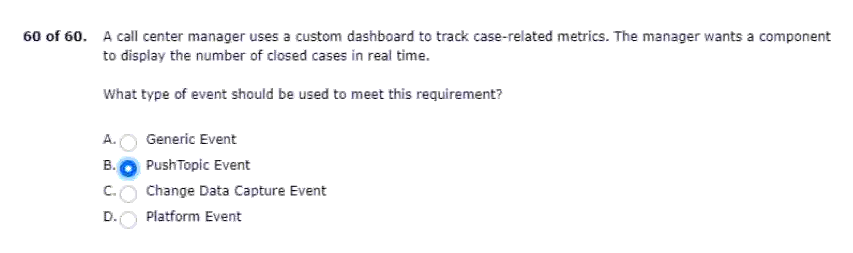 60 of 60. A call center manager uses a custom dashboard to track case-related metrics. The manager wants a component
to display the number of closed cases in real time.
What type of event should be used to meet this requirement?
A. Generic Event
B. PushTopic Event
C. Change Data Capture Event
D. Platform Event